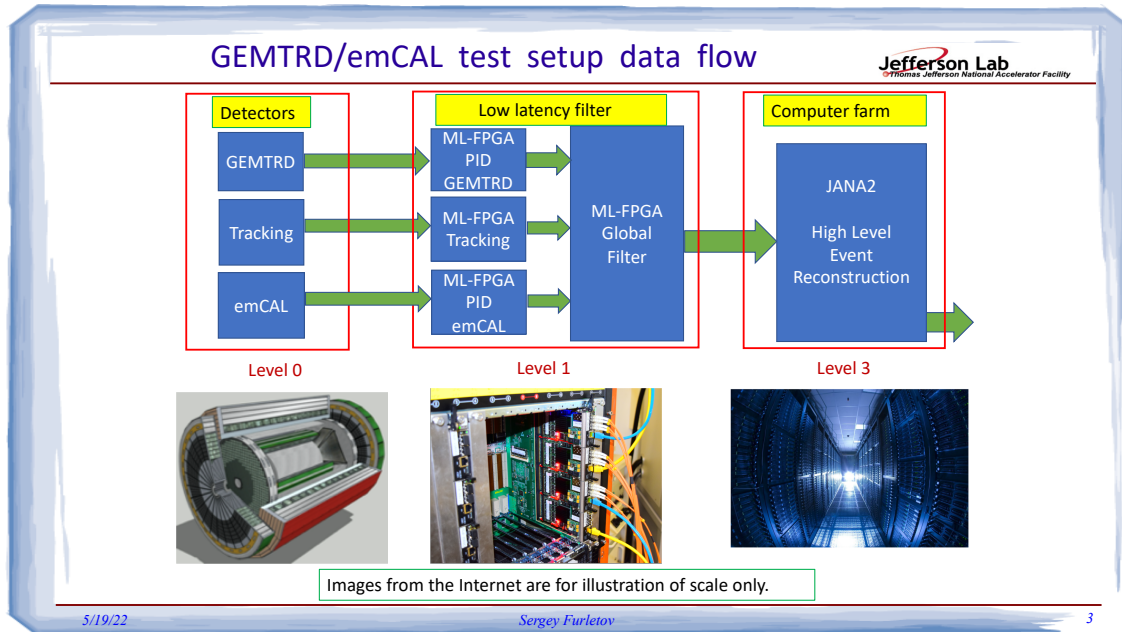 GEMTRD/emCAL test setup data flow
Jefferson Lab
Thomas Jefferson National Accelerator Facility
Detectors
GEMTRD
Tracking
emCAL
Level 0
Low latency filter
ML-FPGA
PID
GEMTRD
ML-FPGA
Tracking
ML-FPGA
PID
emCAL
ML-FPGA
Global
Filter
Level 1
Computer farm
JANA2
High Level
Event
Reconstruction
Level 3
Images from the Internet are for illustration of scale only.
5/19/22
Sergey Furletov
3